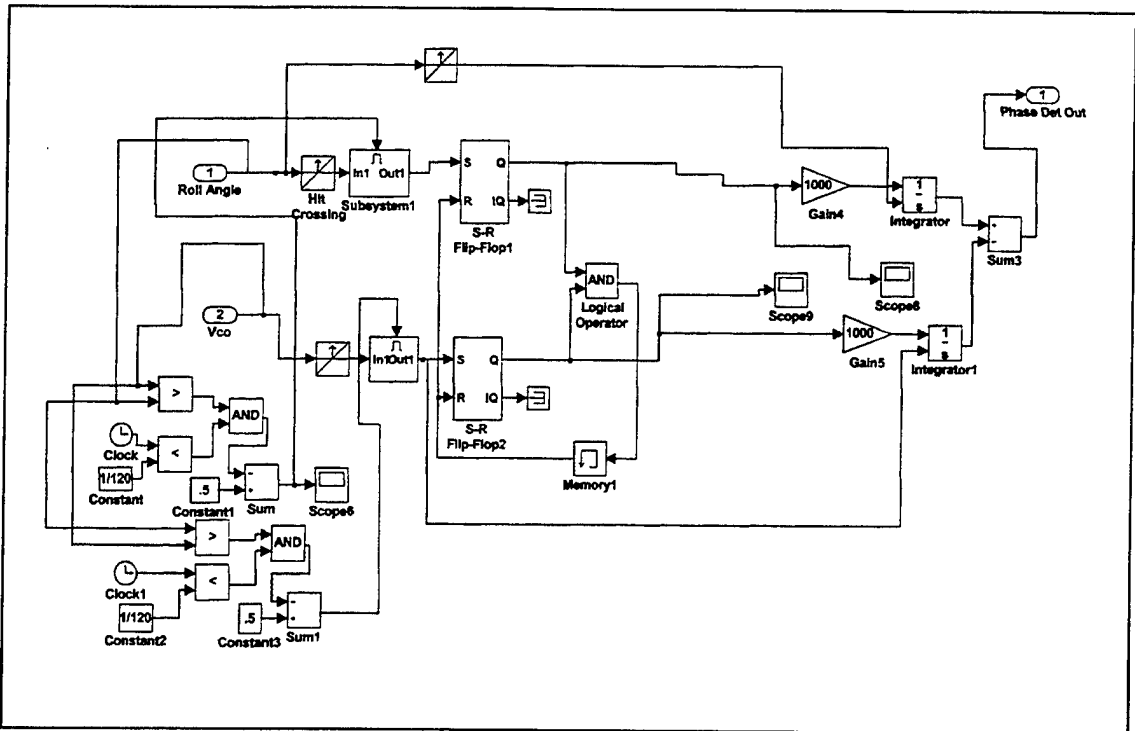 1
Phase Det Out
1
Roll Angle
Hit
Crossing
In1 Out1
Subsystem1
S Q
R !Q
S-R
Flip-Flop1
1000
Gain4
1
s
Integrator
+
-
Sum3
AND
Logical
Operator
Scope9
Scope8
2
Vco
In1Out1
S Q
R !Q
S-R
Flip-Flop2
1000
Gain5
1
s
Integrator1
>
AND
Clock
<
1/120
Constant
.5
Constant1
-
+
Sum
Scope6
Memory1
>
AND
Clock1
<
1/120
Constant2
.5
Constant3
-
+
Sum1